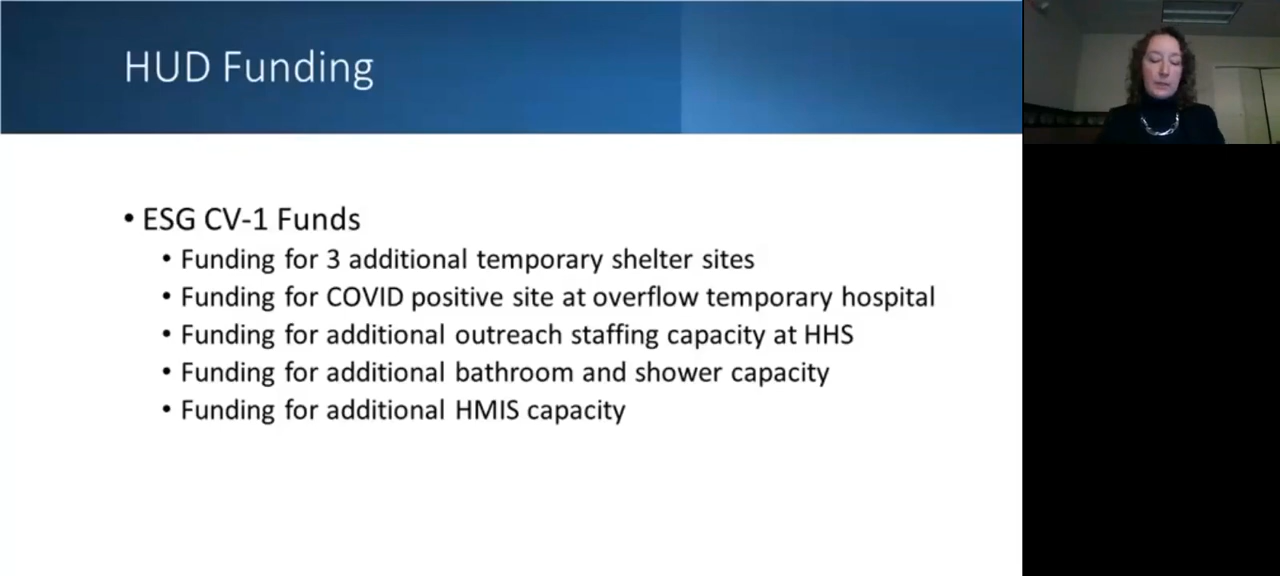 HUD Funding
• ESG CV-1 Funds
• Funding for 3 additional temporary shelter sites
• Funding for COVID positive site at overflow temporary hospital
• Funding for additional outreach staffing capacity at HHS
• Funding for additional bathroom and shower capacity
• Funding for additional HMIS capacity